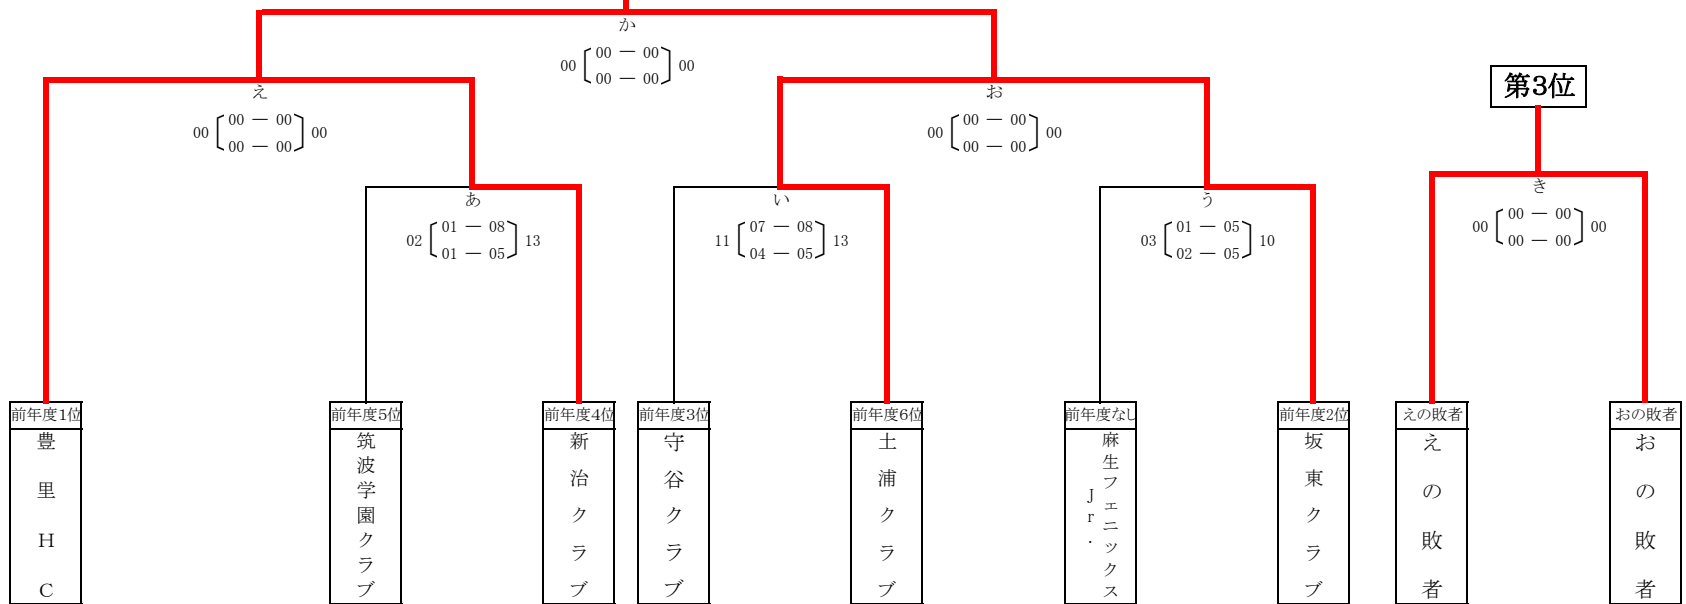 か
00 00 — 00 00
00 — 00
え
00 00 — 00 00
00 — 00
お
00 00 — 00 00
00 — 00
第3位
あ
02 01 — 08 13
01 — 05
い
11 07 — 08 13
04 — 05
う
03 01 — 05 10
02 — 05
き
00 00 — 00 00
00 — 00
前年度1位
豊里HC
前年度5位
筑波学園クラブ
前年度4位
新治クラブ
前年度3位
守谷クラブ
前年度6位
土浦クラブ
前年度なし
麻生フェニックス
Jr.
前年度2位
坂東クラブ
えの敗者
えの敗者
おの敗者
おの敗者